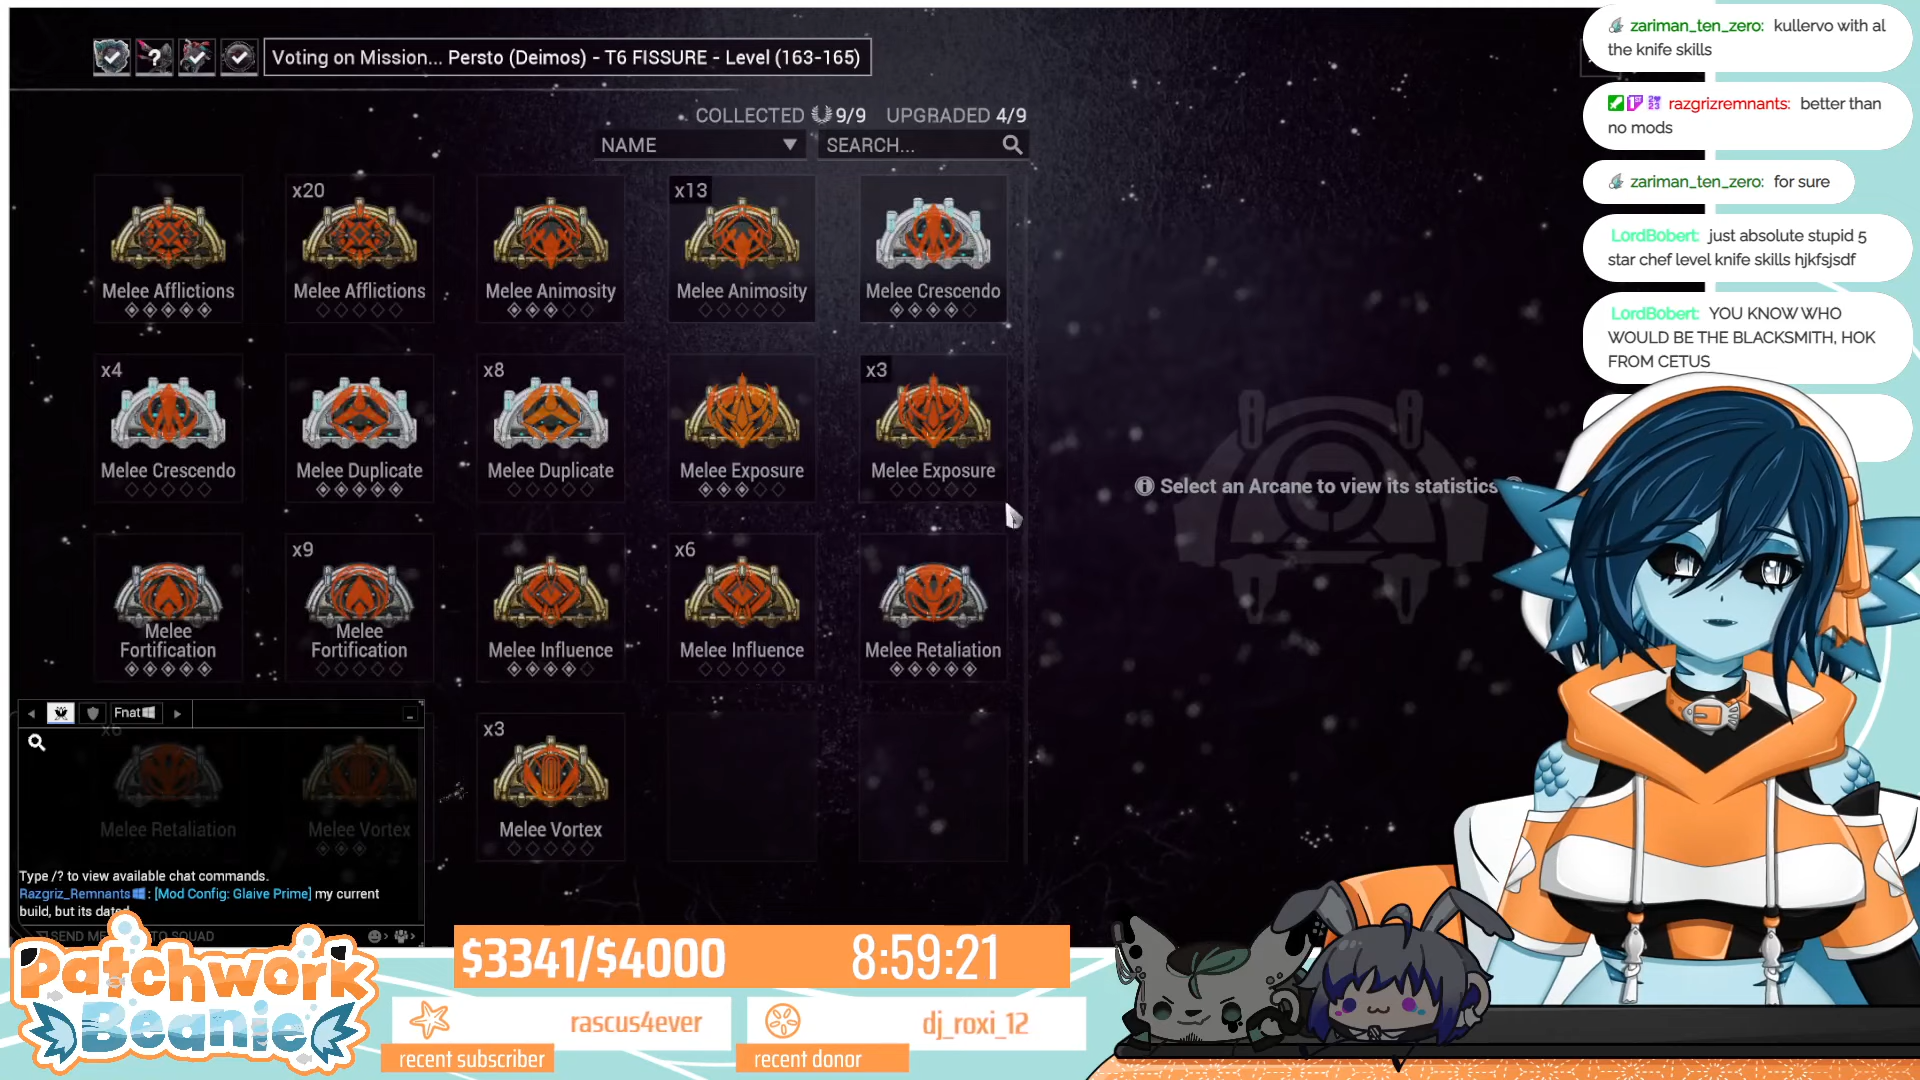 Voting on Mission... Persto (Deimos) - T6 FISSURE - Level (163-165)
COLLECTED 9/9 UPGRADED 4/9
NAME
SEARCH...
Melee Afflictions
x20
Melee Afflictions
Melee Animosity
x13
Melee Animosity
Melee Crescendo
x4
Melee Crescendo
Melee Duplicate
x8
Melee Duplicate
Melee Exposure
x3
Melee Exposure
Melee
Fortification
x9
Melee
Fortification
Melee Influence
x6
Melee Influence
Melee Retaliation
x6
Melee Retaliation
Melee Vortex
x3
Melee Vortex
Select an Arcane to view its statistics
Fnat
Type /? to view available chat commands.
Razgriz_Remnants: [Mod Config: Glaive Prime] my current
build, but its dated
zariman_ten_zero: kullervo with al
the knife skills
razgrizremnants: better than
no mods
zariman_ten_zero: for sure
LordBobert: just absolute stupid 5
star chef level knife skills hjkfsjsdf
LordBobert: YOU KNOW WHO
WOULD BE THE BLACKSMITH, HOK
FROM CETUS
Patchwork
Beanie
$3341/$4000
8:59:21
rascus4ever
recent subscriber
dj_roxi_12
recent donor